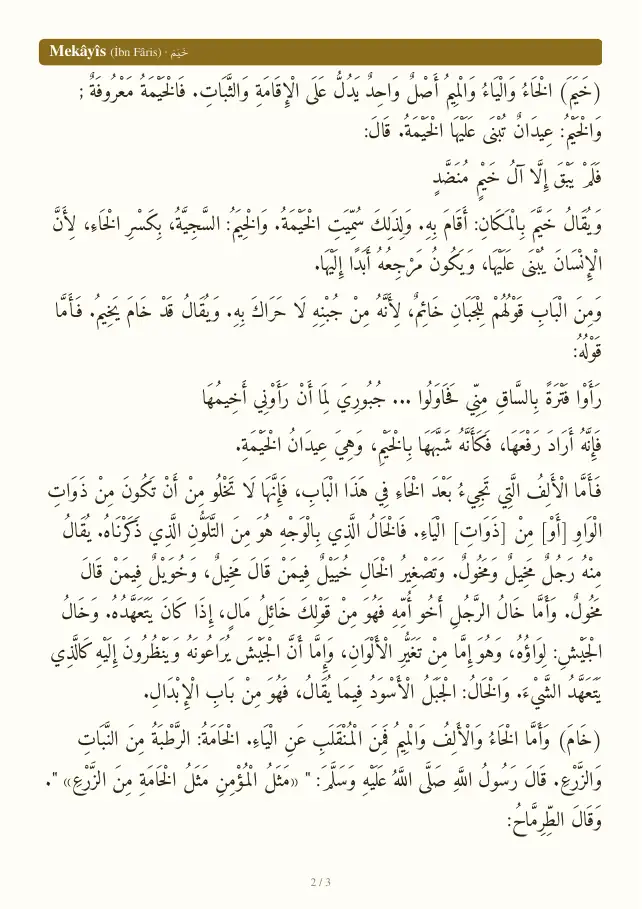 Mekâyîs (İbn Fâris) · خَيَمَ
(خَيَمَ) الْخَاءُ وَالْيَاءُ وَالْمِيمُ أَصْلٌ وَاحِدٌ يَدُلُّ عَلَى الْإِقَامَةِ وَالثَّبَاتِ. فَالْخَيْمَةُ مَعْرُوفَةٌ ;
وَالْخَيْمُ: عِيدَانٌ تُبْنَى عَلَيْهَا الْخَيْمَةُ. قَالَ:
فَلَمْ يَبْقَ إِلَّا آلُ خَيْمٍ مُنَضَّدٍ
وَيُقَالُ خَيَّمَ بِالْمَكَانِ: أَقَامَ بِهِ. وَلِذَلِكَ سُمِّيَتِ الْخَيْمَةُ. وَالْخِيمُ: السَّجِيَّةُ، بِكَسْرِ الْخَاءِ، لِأَنَّ
الْإِنْسَانَ يُبْنَى عَلَيْهَا، وَيَكُونُ مَرْجِعُهُ أَبَدًا إِلَيْهَا.
وَمِنَ الْبَابِ قَوْلُهُمْ لِلْجَبَانِ خَائِمٌ، لِأَنَّهُ مِنْ جُبْنِهِ لَا حَرَاكَ بِهِ. وَيُقَالُ قَدْ خَامَ يَخِيمُ. فَأَمَّا
قَوْلُهُ:
رَأَوْا فَتْرَةً بِالسَّاقِ مِنِّي فَحَاوَلُوا ... جُبُورِيَ لِمَا أَنْ رَأَوْنِي أَخِيمُهَا
فَإِنَّهُ أَرَادَ رَفْعَهَا، فَكَأَنَّهُ شَبَّهَهَا بِالْخَيْمِ، وَهِيَ عِيدَانُ الْخَيْمَةِ.
فَأَمَّا الْأَلِفُ الَّتِي تَجِيءُ بَعْدَ الْخَاءِ فِي هَذَا الْبَابِ، فَإِنَّهَا لَا تَخْلُو مِنْ أَنْ تَكُونَ مِنْ ذَوَاتِ
الْوَاوِ [أَوْ] مِنْ [ذَوَاتِ] الْيَاءِ. فَالْخَالُ الَّذِي بِالْوَجْهِ هُوَ مِنَ التَّلَوُّنِ الَّذِي ذَكَرْنَاهُ. يُقَالُ
مِنْهُ رَجُلٌ مَخِيلٌ وَمَخُولٌ. وَتَصْغِيرُ الْخَالِ خُيَيْلٌ فِيمَنْ قَالَ مَخِيلٌ، وَخُوَيْلٌ فِيمَنْ قَالَ
مَخُولٌ. وَأَمَّا خَالُ الرَّجُلِ أَخُو أُمِّهِ فَهُوَ مِنْ قَوْلِكَ خَائِلُ مَالٍ، إِذَا كَانَ يَتَعَهَّدُهُ. وَخَالُ
الْجَيْشِ: لِوَاؤُهُ، وَهُوَ إِمَّا مِنْ تَغَيُّرِ الْأَلْوَانِ، وَإِمَّا أَنَّ الْجَيْشَ يُرَاعُونَهُ وَيَنْظُرُونَ إِلَيْهِ كَالَّذِي
يَتَعَهَّدُ الشَّيْءَ. وَالْخَالُ: الْجَبَلُ الْأَسْوَدُ فِيمَا يُقَالُ، فَهُوَ مِنْ بَابِ الْإِبْدَالِ.
(خَامَ) وَأَمَّا الْخَاءُ وَالْأَلِفُ وَالْمِيمُ فَمِنَ الْمُنْقَلَبِ عَنِ الْيَاءِ. الْخَامَةُ: الرَّطْبَةُ مِنَ النَّبَاتِ
وَالزَّرْعِ. قَالَ رَسُولُ اللَّهِ صَلَّى اللَّهُ عَلَيْهِ وَسَلَّمَ: " «مَثَلُ الْمُؤْمِنِ مَثَلُ الْخَامَةِ مِنَ الزَّرْعِ» ".
وَقَالَ الطِّرِمَّاحُ:
2 / 3